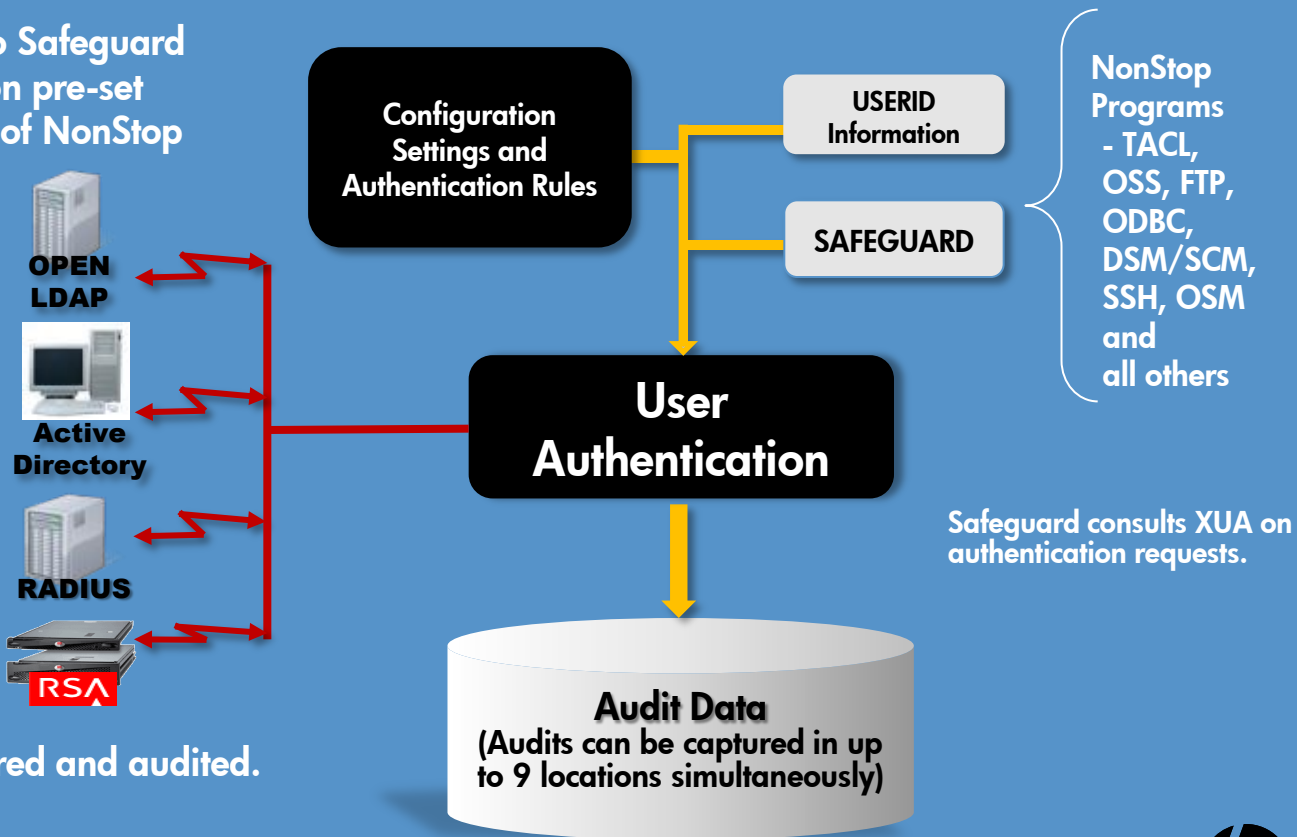 Safeguard
pre-set
of NonStop
OPEN
LDAP
Active
Directory
RADIUS
RSA
and audited.
Configuration
Settings and
Authentication Rules
USERID
Information
SAFEGUARD
NonStop
Programs
- TACL,
OSS, FTP,
ODBC,
DSM/SCM,
SSH, OSM
and
all others
User
Authentication
Safeguard consults XUA on
authentication requests.
Audit Data
(Audits can be captured in up
to 9 locations simultaneously)